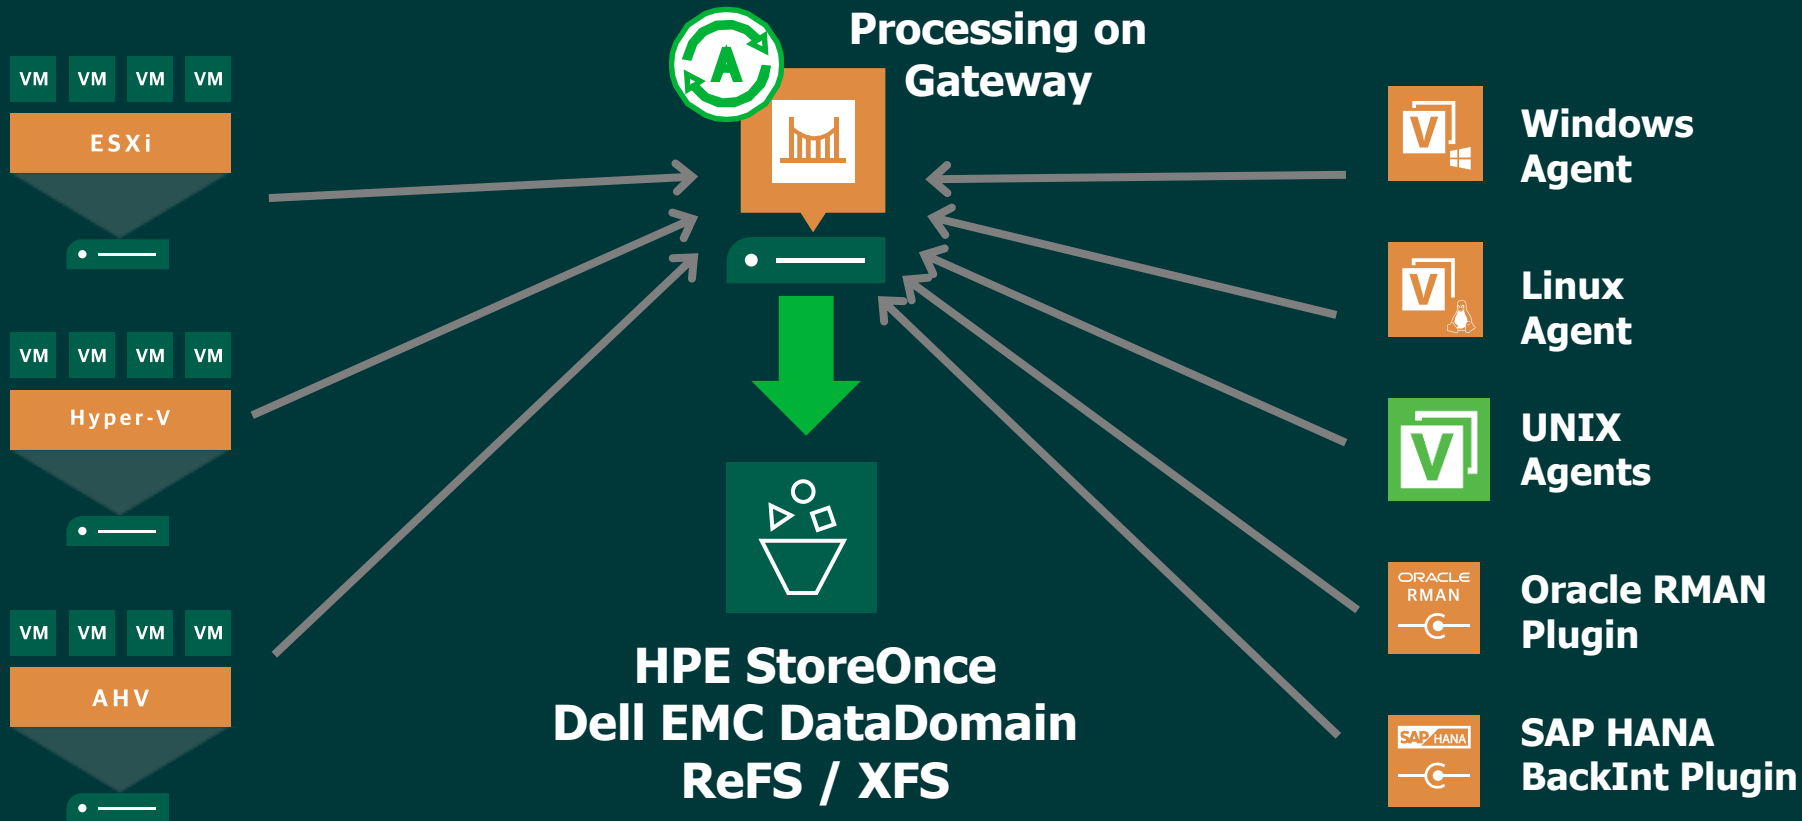 Processing on
Gateway
A
VM VM VM VM
ESXi
VM VM VM VM
Hyper-V
VM VM VM VM
AHV
HPE StoreOnce
Dell EMC DataDomain
ReFS / XFS
V
Windows
Agent
V
Linux
Agent
V
UNIX
Agents
ORACLE
RMAN
Oracle RMAN
Plugin
SAP HANA
SAP HANA
BackInt Plugin